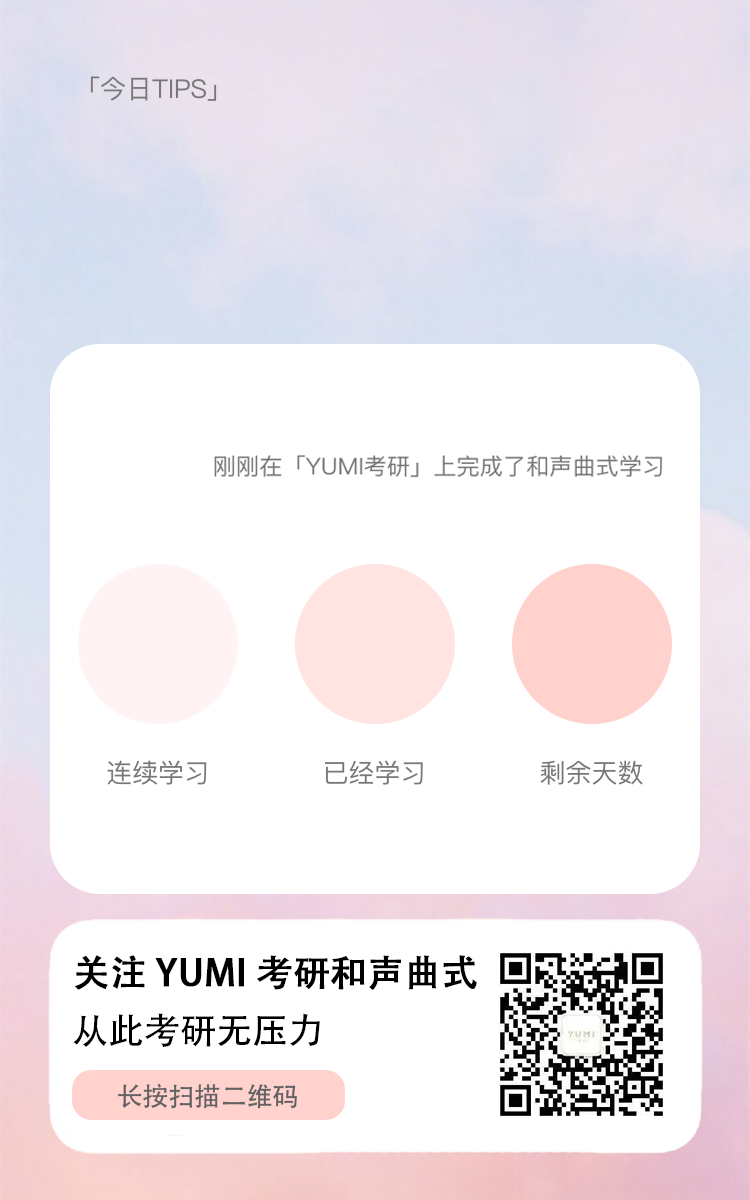 「今日TIPS」
刚刚在「YUMI考研」上完成了和声曲式学习
连续学习
已经学习
剩余天数
关注 YUMI 考研和声曲式
从此考研无压力
长按扫描二维码
YUMI